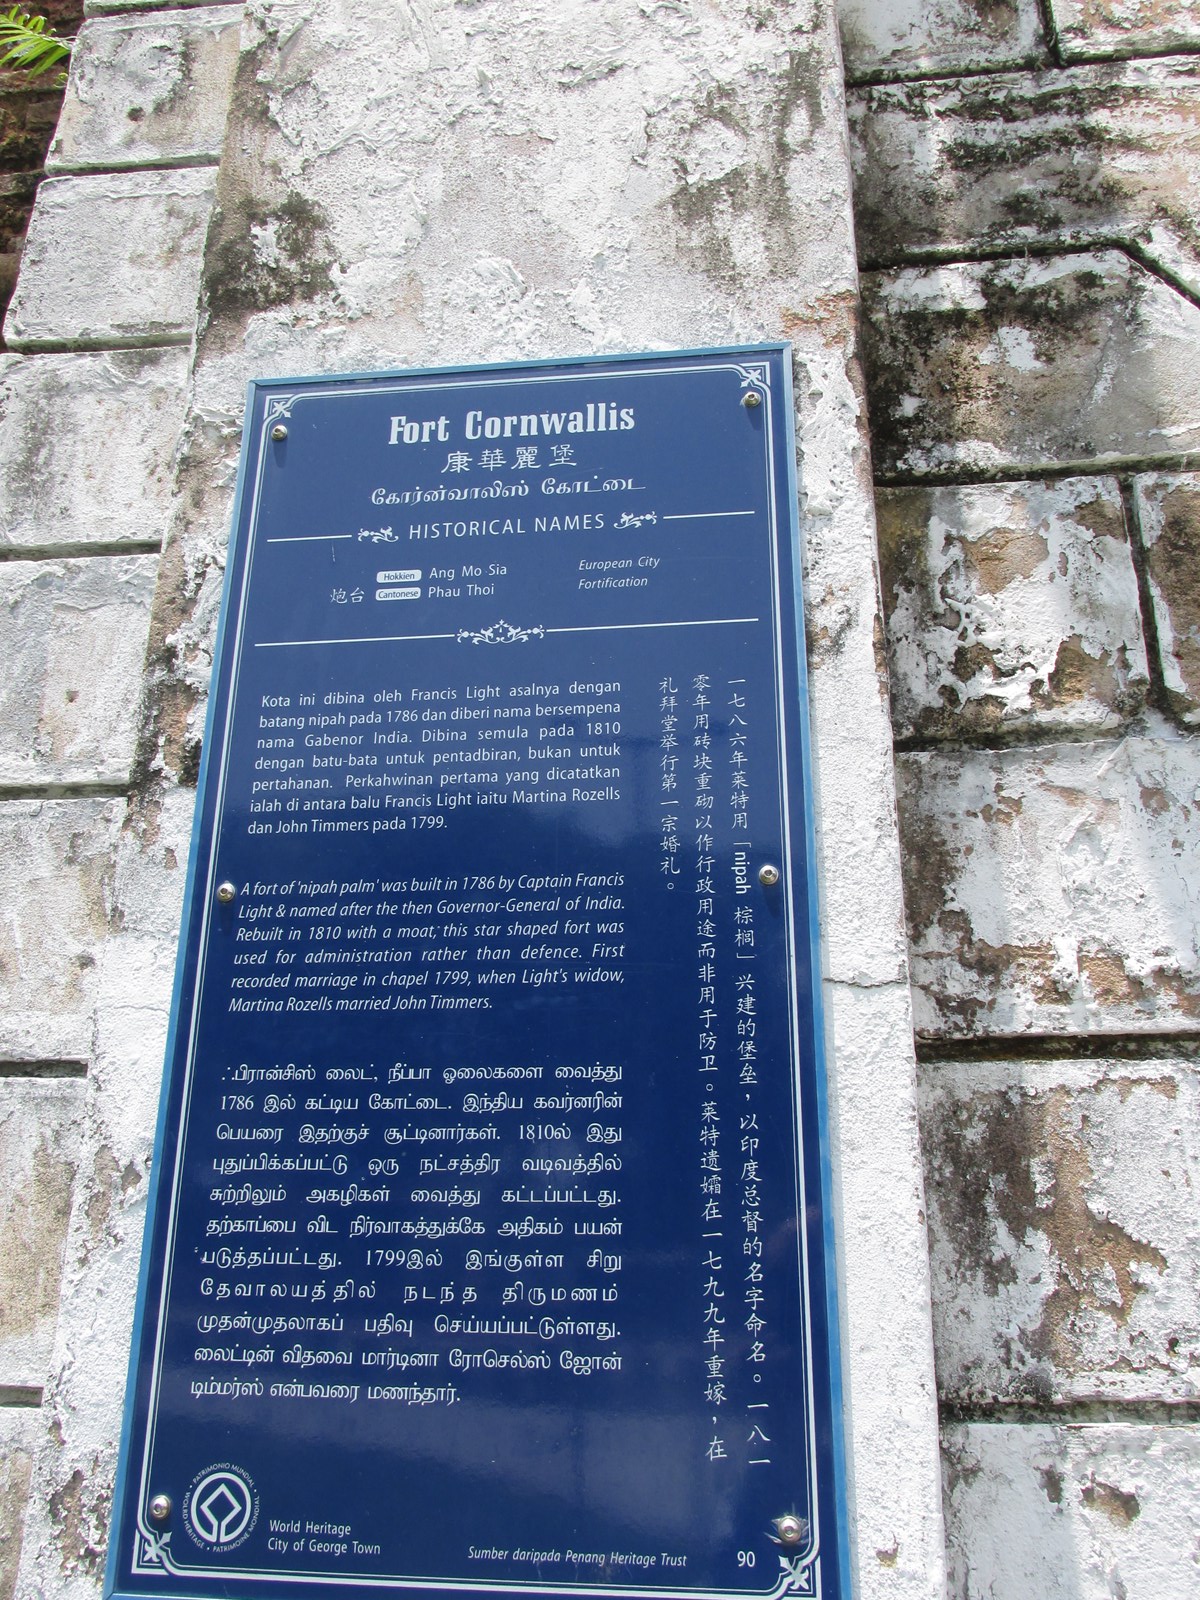 Fort Cornwallis
康華麗堡
கோர்ன்வாலிஸ் கோட்டை
HISTORICAL NAMES
Hokkien Ang Mo Sia
炮台 Cantonese Phau Thoi
European City
Fortification
Kota ini dibina oleh Francis Light asalnya dengan
batang nipah pada 1786 dan diberi nama bersempena
nama Gabenor India. Dibina semula pada 1810
dengan batu-bata untuk pentadbiran, bukan untuk
pertahanan. Perkahwinan pertama yang dicatatkan
ialah di antara balu Francis Light iaitu Martina Rozells
dan John Timmers pada 1799.
A fort of 'nipah palm' was built in 1786 by Captain Francis
Light & named after the then Governor-General of India.
Rebuilt in 1810 with a moat, this star shaped fort was
used for administration rather than defence. First
recorded marriage in chapel 1799, when Light's widow,
Martina Rozells married John Timmers.
ஃபிரான்சிஸ் லைட், நீப்பா ஓலைகளை வைத்து
1786 இல் கட்டிய கோட்டை. இந்திய கவர்னரின்
பெயரை இதற்குச் சூட்டினார்கள். 1810ல் இது
புதுப்பிக்கப்பட்டு ஒரு நட்சத்திர வடிவத்தில்
சுற்றிலும் அகழிகள் வைத்து கட்டப்பட்டது.
தற்காப்பை விட நிர்வாகத்துக்கே அதிகம் பயன்
படுத்தப்பட்டது. 1799இல் இங்குள்ள சிறு
தேவாலயத்தில் நடந்த திருமணம்
முதன்முதலாகப் பதிவு செய்யப்பட்டுள்ளது.
லைட்டின் விதவை மார்டினா ரோசெல்ஸ் ஜோன்
டிம்மர்ஸ் என்பவரை மணந்தார்.
一七八六年莱特用「nipah 棕榈」兴建的堡垒，以印度总督的名字命名。一八一
零年用砖块重砌以作行政用途而非用于防卫。莱特遗孀在一七九九年重嫁，在
礼拜堂举行第一宗婚礼。
PATRIMONIO MUNDIAL • WORLD HERITAGE • PATRIMOINE MONDIAL
World Heritage
City of George Town
Sumber daripada Penang Heritage Trust
90